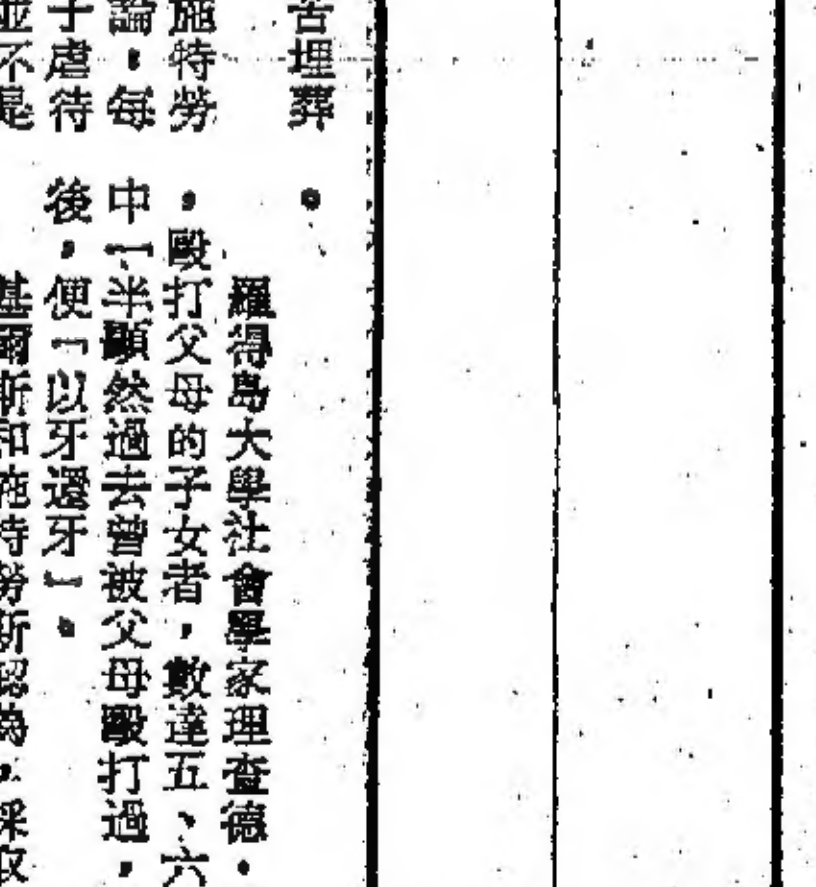 苦埋葬。
羅得島大學社會學家理查德・
施特勞，毆打父母的子女者，數達五、六
論，每中一半顯然過去曾被父母毆打過，
子虐待後，便「以牙還牙」。
並不是基爾斯和施特勞斯認為，採取